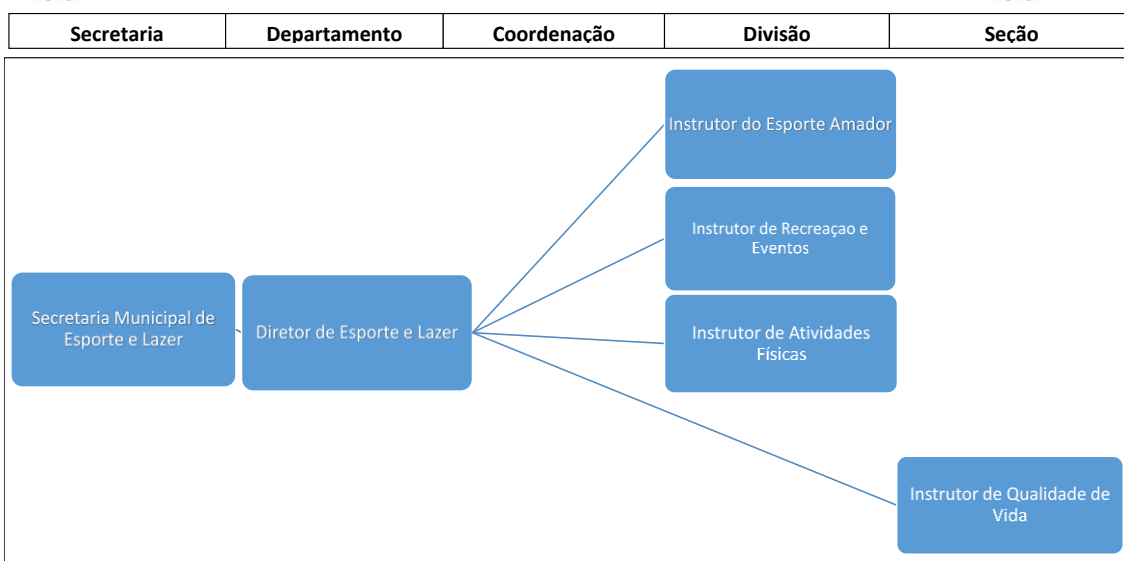 Secretaria Departamento Coordenação Divisão Seção
Instrutor do Esporte Amador
Instrutor de Recreaçao e
Eventos
Secretaria Municipal de
Esporte e Lazer
Diretor de Esporte e Lazer
Instrutor de Atividades
Físicas
Instrutor de Qualidade de
Vida